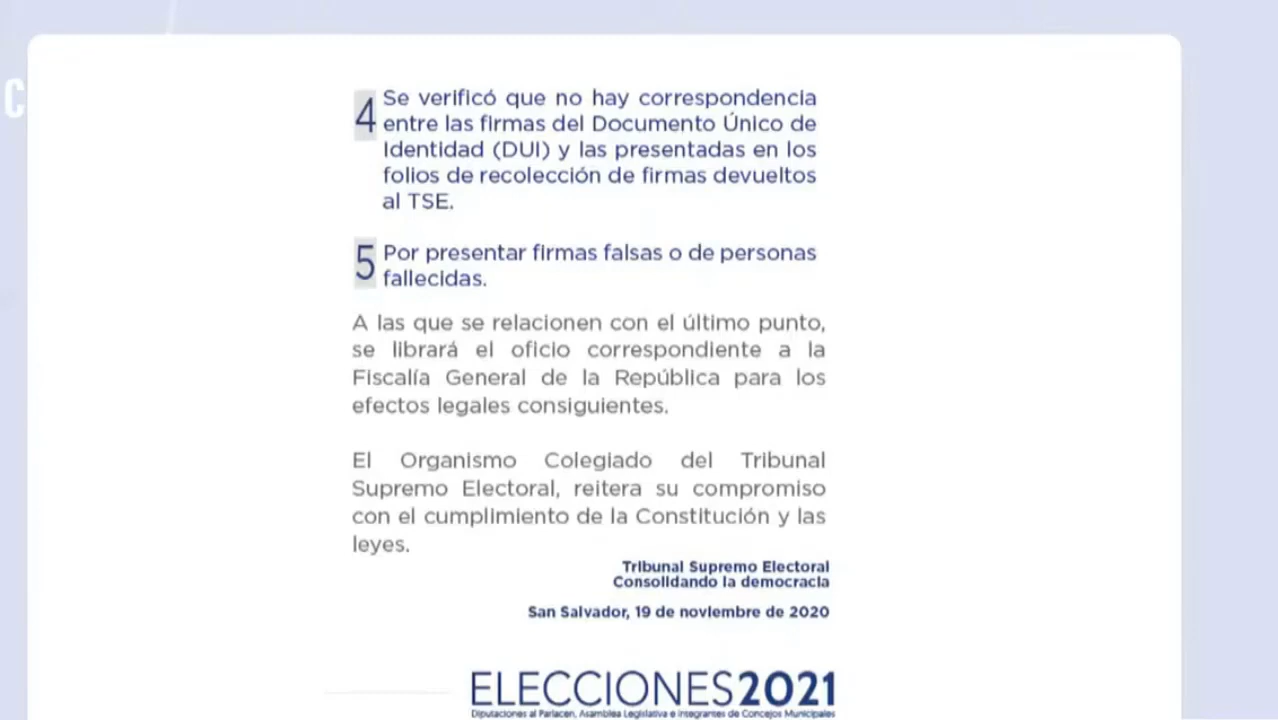 C
4 Se verificó que no hay correspondencia
entre las firmas del Documento Único de
Identidad (DUI) y las presentadas en los
folios de recolección de firmas devueltos
al TSE.
5 Por presentar firmas falsas o de personas
fallecidas.
A las que se relacionen con el último punto,
se librará el oficio correspondiente a la
Fiscalía General de la República para los
efectos legales consiguientes.
El Organismo Colegiado del Tribunal
Supremo Electoral, reitera su compromiso
con el cumplimiento de la Constitución y las
leyes.
Tribunal Supremo Electoral
Consolidando la democracia
San Salvador, 19 de noviembre de 2020
ELECCIONES2021
Diputaciones al Parlacen, Asamblea Legislativa e Integrantes de Concejos Municipales